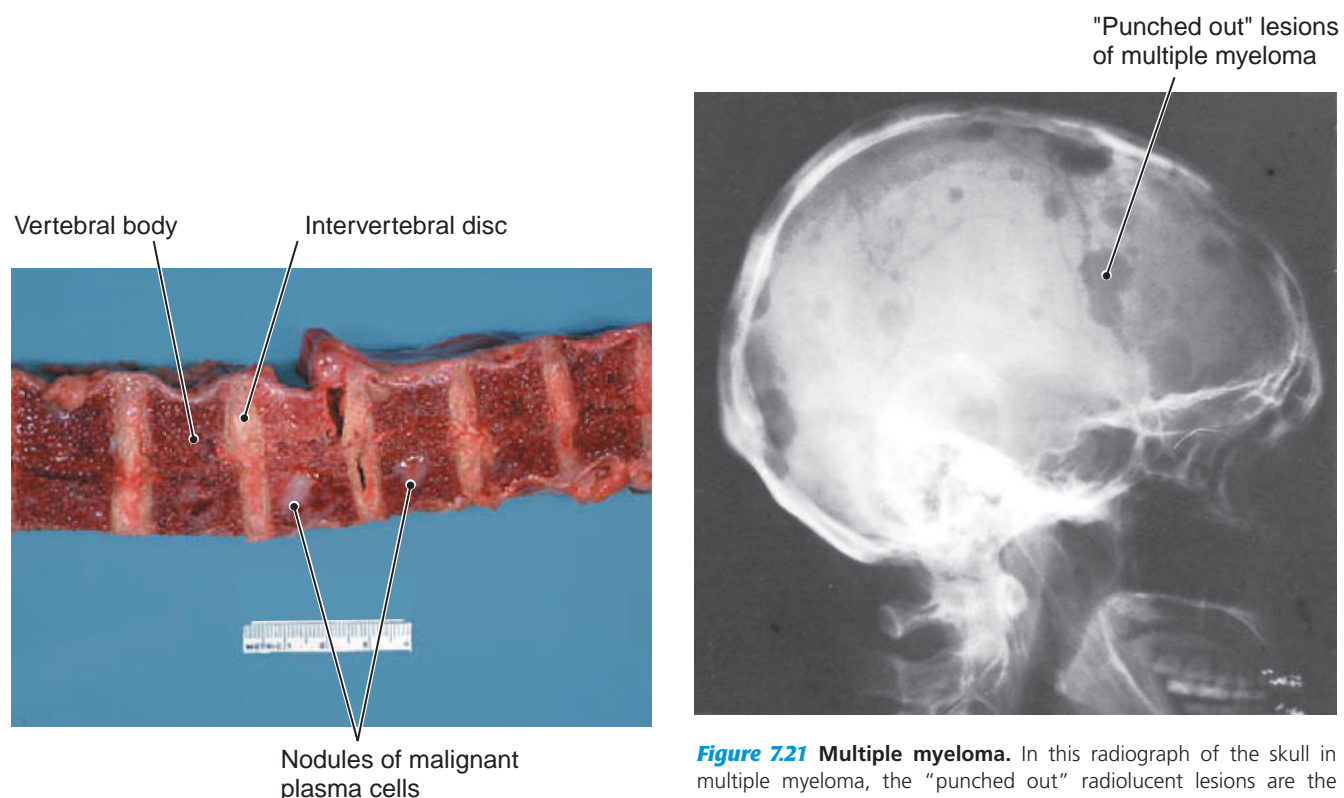 "Punched out" lesions
of multiple myeloma
Vertebral body
Intervertebral disc
Nodules of malignant
plasma cells
Figure 7.21 Multiple myeloma. In this radiograph of the skull in
multiple myeloma, the “punched out” radiolucent lesions are the